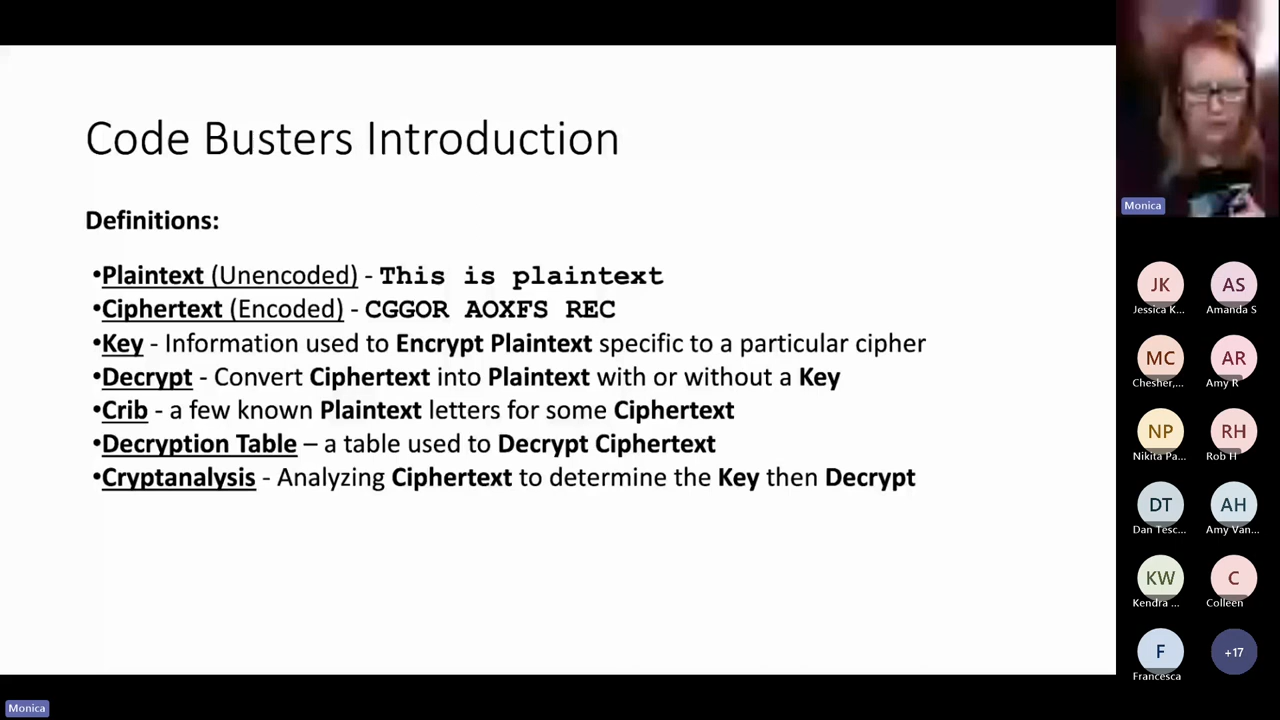 Code Busters Introduction
Definitions:
•Plaintext (Unencoded) - This is plaintext
•Ciphertext (Encoded) - CGGOR AOXFS REC
•Key - Information used to Encrypt Plaintext specific to a particular cipher
•Decrypt - Convert Ciphertext into Plaintext with or without a Key
•Crib - a few known Plaintext letters for some Ciphertext
•Decryption Table – a table used to Decrypt Ciphertext
•Cryptanalysis - Analyzing Ciphertext to determine the Key then Decrypt
Monica
JK AS
Jessica K... Amanda S
MC AR
Chesher,... Amy R
NP RH
Nikita Pa... Rob H
DT AH
Dan Tesc... Amy Van...
KW C
Kendra ... Colleen
F +17
Francesca
Monica